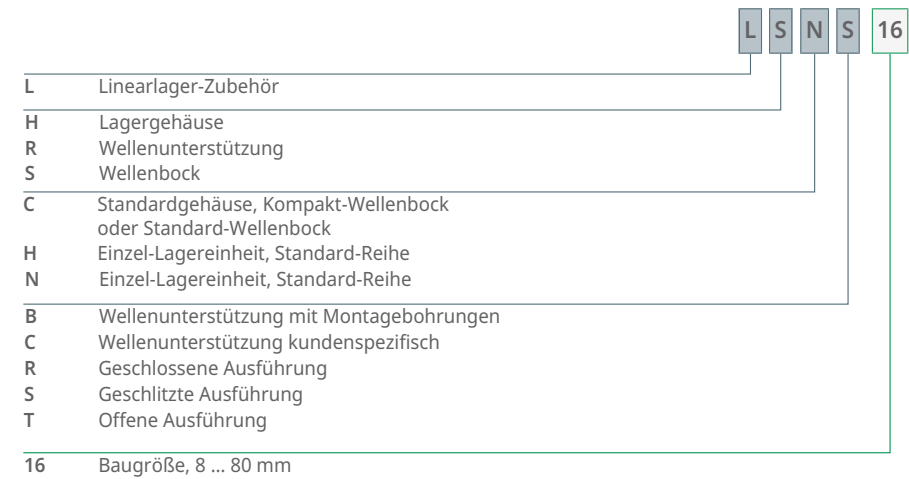 L S N S 16
L Linearlager-Zubehör
H Lagergehäuse
R Wellenunterstützung
S Wellenbock
C Standardgehäuse, Kompakt-Wellenbock
oder Standard-Wellenbock
H Einzel-Lagereinheit, Standard-Reihe
N Einzel-Lagereinheit, Standard-Reihe
B Wellenunterstützung mit Montagebohrungen
C Wellenunterstützung kundenspezifisch
R Geschlossene Ausführung
S Geschlitzte Ausführung
T Offene Ausführung
16 Baugröße, 8 ... 80 mm